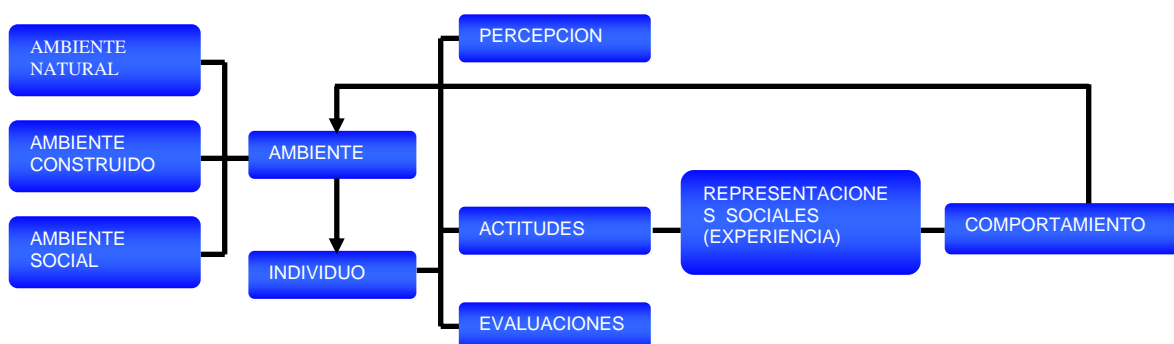 AMBIENTE
NATURAL
AMBIENTE
CONSTRUIDO
AMBIENTE
SOCIAL
AMBIENTE
INDIVIDUO
PERCEPCION
ACTITUDES
EVALUACIONES
REPRESENTACIONE
S SOCIALES
(EXPERIENCIA)
COMPORTAMIENTO